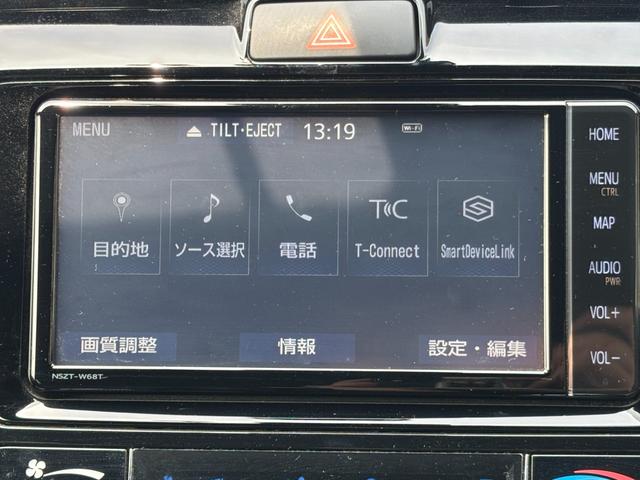 MENU ⏏ TILT·EJECT 13:19 Wi-Fi
目的地 ソース選択 電話 T-Connect SmartDeviceLink
TC
画質調整 情報 設定・編集
NSZT-W68T
HOME
MENU
CTRL
MAP
AUDIO
PWR
VOL+
VOL-